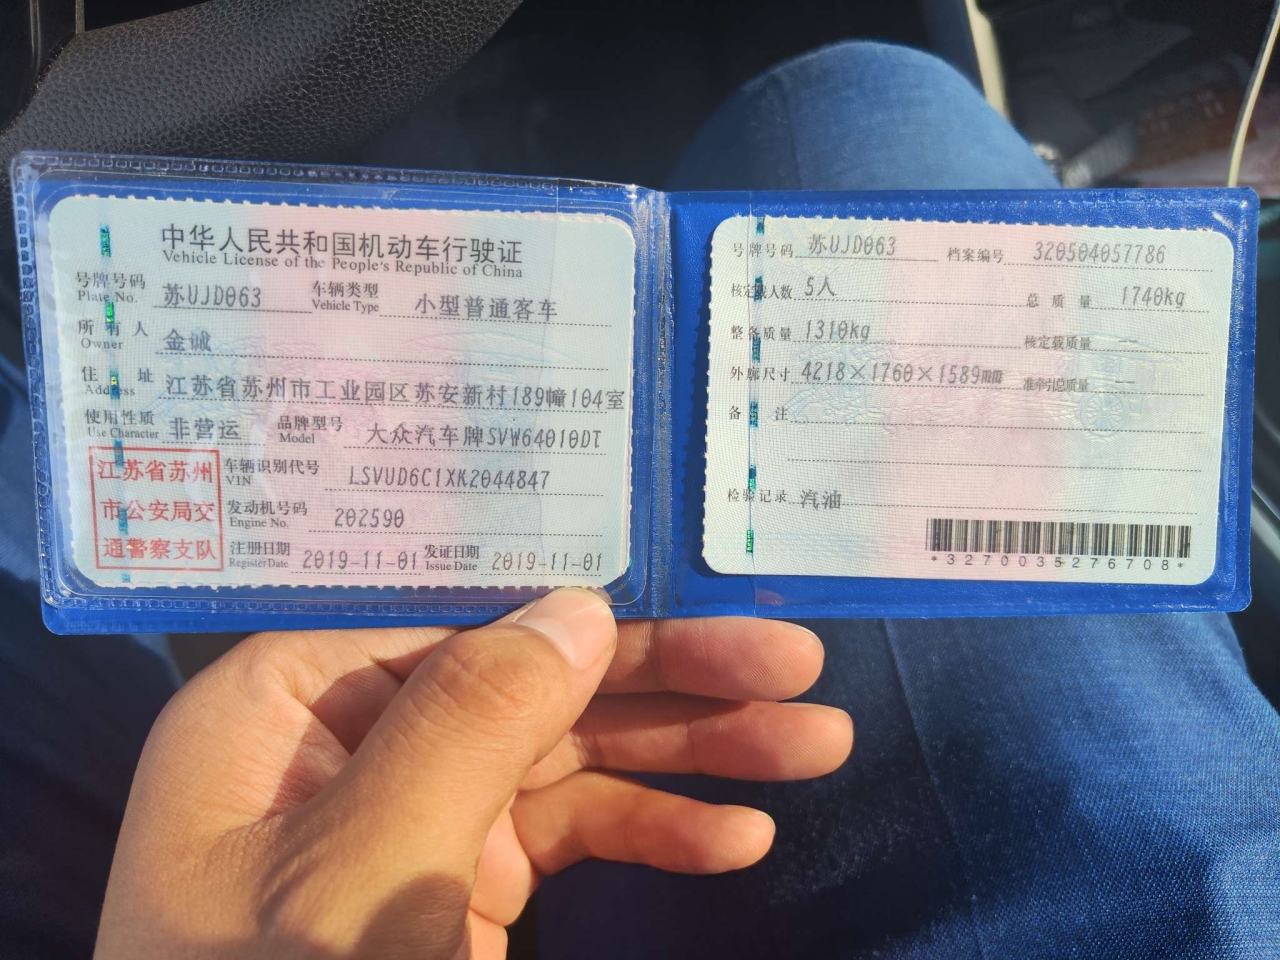 中华人民共和国机动车行驶证
Vehicle License of the People's Republic of China
号牌号码 苏UJD063 车辆类型 小型普通客车
Plate No. Vehicle Type
所有人 金诚
Owner
住址 江苏省苏州市工业园区苏安新村189幢104室
Address
使用性质 非营运 品牌型号 大众汽车牌SVW64010DT
Use Character Model
江苏省苏州
市公安局交
通警察支队
车辆识别代号 LSVUD6C1XK2044847
VIN
发动机号码 202590
Engine No.
注册日期 2019-11-01 发证日期 2019-11-01
Register Date Issue Date
号牌号码 苏UJD063 档案编号 320504057786
核定载人数 5人 总质量 1740kg
整备质量 1310kg 核定载质量 --
外廓尺寸 4218×1760×1589mm 准牵引总质量 --
备注
检验记录 汽油
*3270035276708*